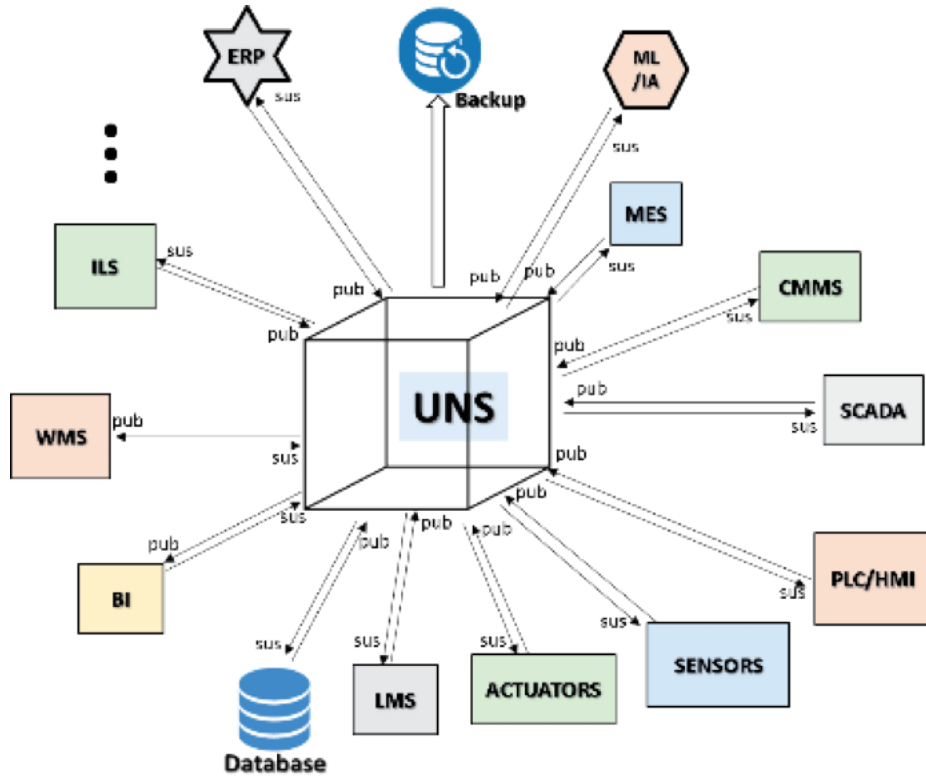 ERP
sus
Backup
ML
/IA
sus
MES
sus
pub
pub
ILS
sus
pub
pub
CMMS
sus
pub
UNS
pub
SCADA
sus
WMS
pub
sus
pub
pub
PLC/HMI
sus
BI
pub
sus
pub
pub
pub
sus
Database
sus
LMS
sus
ACTUATORS
sus
SENSORS